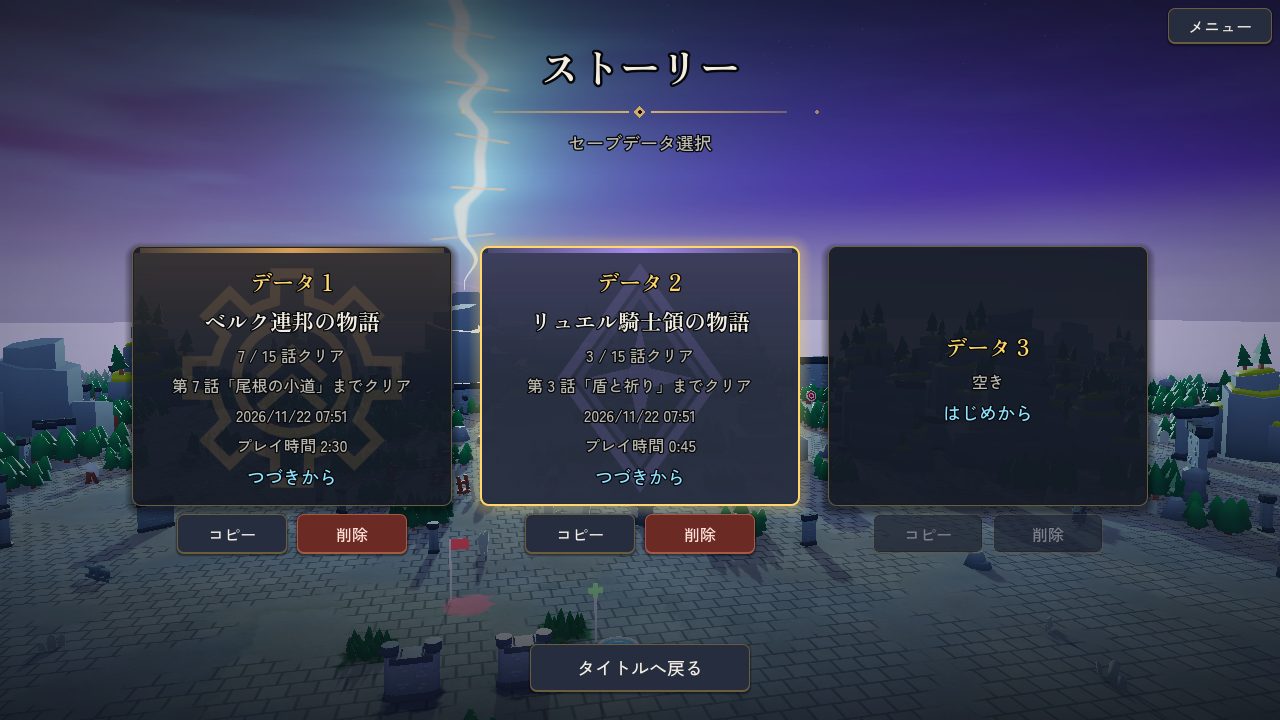 メニュー
ストーリー
セーブデータ選択
データ 1
ベルク連邦の物語
7 / 15 話クリア
第 7 話「尾根の小道」までクリア
2026/11/22 07:51
プレイ時間 2:30
つづきから
コピー
削除
データ 2
リュエル騎士領の物語
3 / 15 話クリア
第 3 話「盾と祈り」までクリア
2026/11/22 07:51
プレイ時間 0:45
つづきから
コピー
削除
データ 3
空き
はじめから
コピー
削除
タイトルへ戻る